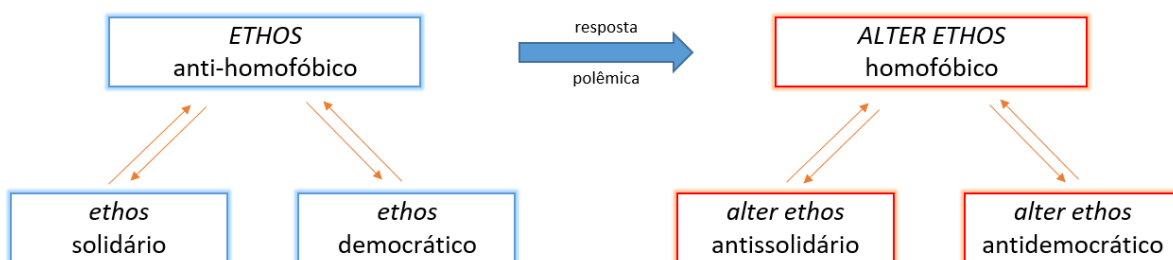 ETHOS
anti-homofóbico
resposta
polêmica
ALTER ETHOS
homofóbico
ethos
solidário
ethos
democrático
alter ethos
antissolidário
alter ethos
antidemocrático